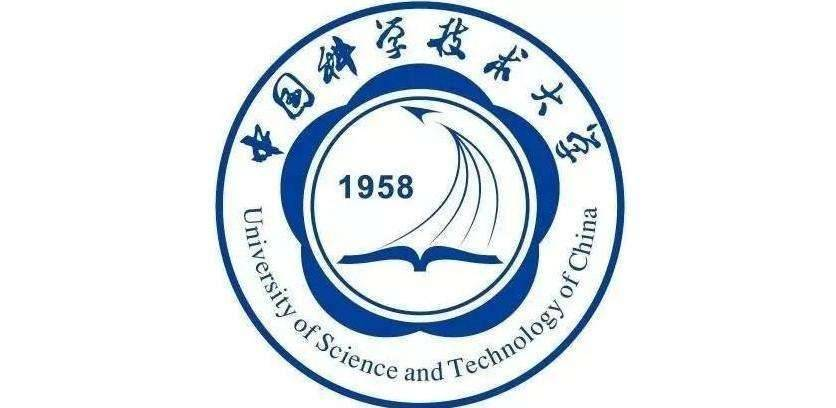 中国科学技术大学
1958
University of Science and Technology of China